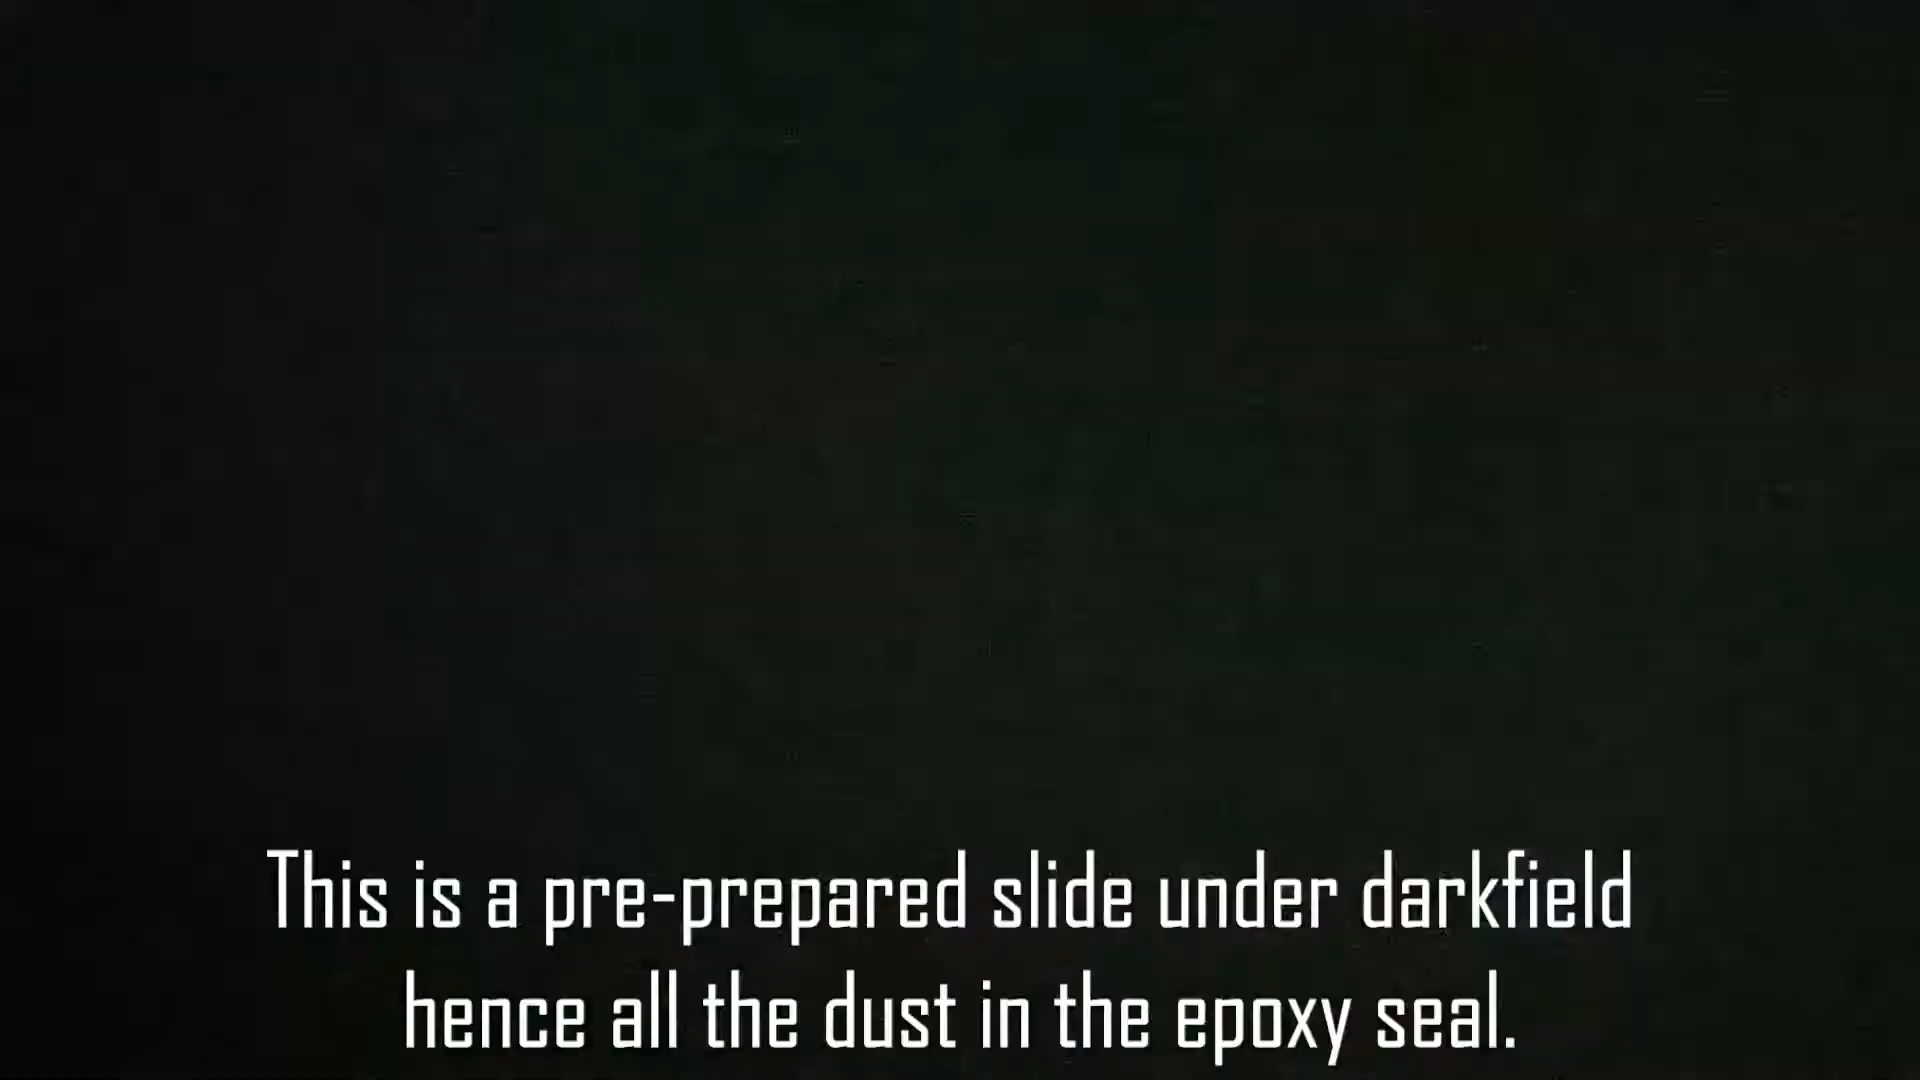 This is a pre-prepared slide under darkfield
hence all the dust in the epoxy seal.